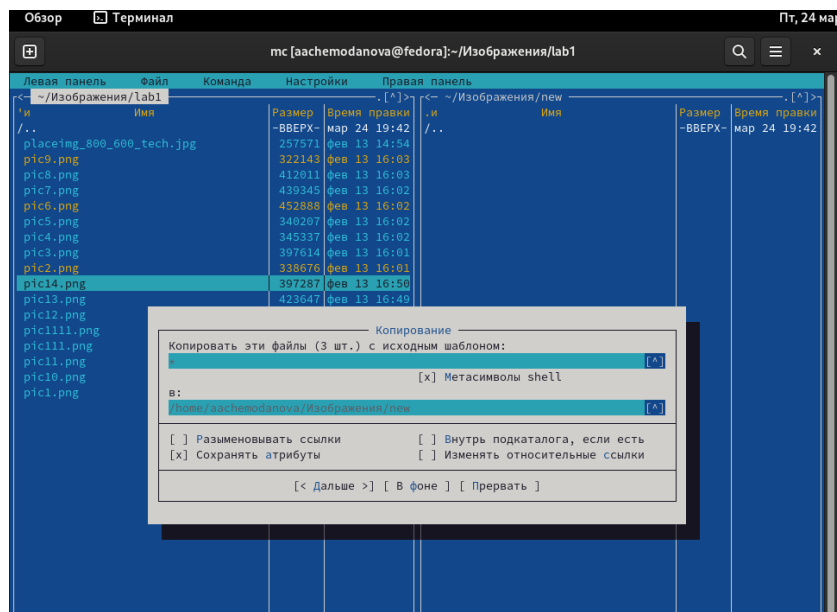 Обзор Терминал Пт, 24 мар
mc [aachemodanova@fedora]:~/Изображения/lab1
Левая панель Файл Команда Настройки Правая панель
<─ ~/Изображения/lab1 .[^]> <─ ~/Изображения/new .[^]>
'и Имя Размер Время правки .и Имя Размер Время правки
/.. -ВВЕРХ- мар 24 19:42 /.. -ВВЕРХ- мар 24 19:42
placeimg_800_600_tech.jpg 257571 фев 13 14:54
pic9.png 322143 фев 13 16:03
pic8.png 412011 фев 13 16:03
pic7.png 439345 фев 13 16:02
pic6.png 452888 фев 13 16:02
pic5.png 340207 фев 13 16:02
pic4.png 345337 фев 13 16:02
pic3.png 397614 фев 13 16:01
pic2.png 338676 фев 13 16:01
pic14.png 397287 фев 13 16:50
pic13.png 423647 фев 13 16:49
pic12.png
pic1111.png
pic111.png
pic11.png
pic10.png
pic1.png
Копирование
Копировать эти файлы (3 шт.) с исходным шаблоном:
* [^]
[x] Метасимволы shell
в:
/home/aachemodanova/Изображения/new [^]
[ ] Разыменовывать ссылки [ ] Внутрь подкаталога, если есть
[x] Сохранять атрибуты [ ] Изменять относительные ссылки
[< Дальше >] [ В фоне ] [ Прервать ]